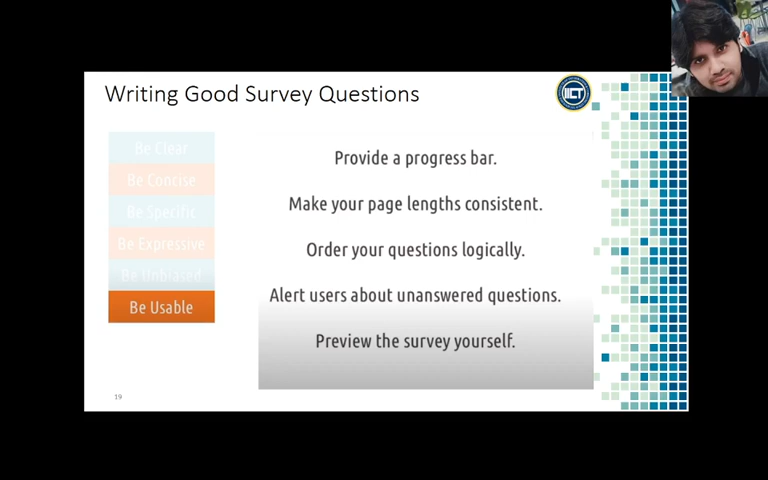 Writing Good Survey Questions
IICT
Be Clear
Be Concise
Be Specific
Be Expressive
Be Unbiased
Be Usable
Provide a progress bar.
Make your page lengths consistent.
Order your questions logically.
Alert users about unanswered questions.
Preview the survey yourself.
19